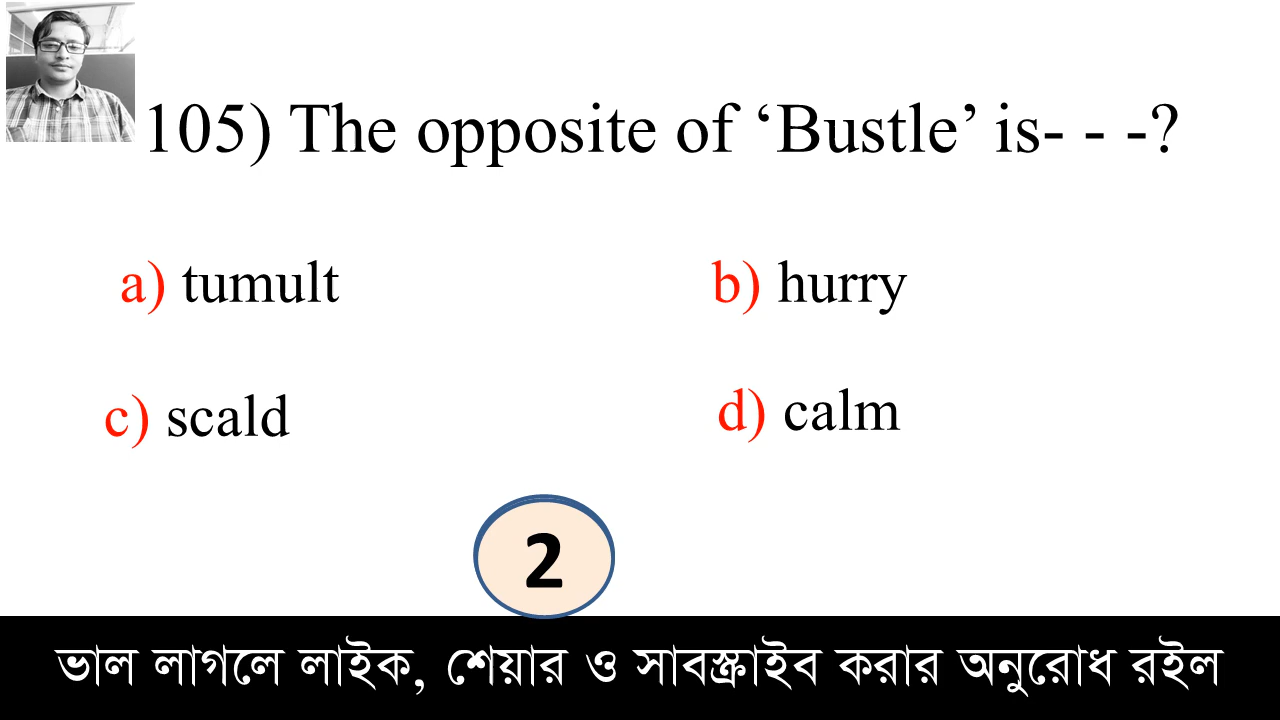 105) The opposite of ‘Bustle’ is- - -?
a) tumult
b) hurry
c) scald
d) calm
2
ভাল লাগলে লাইক, শেয়ার ও সাবস্ক্রাইব করার অনুরোধ রইল